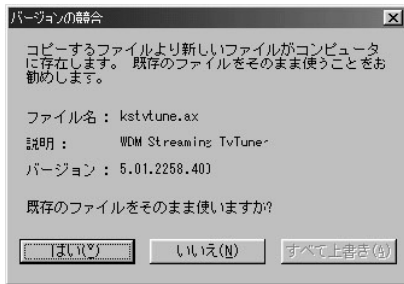 バージョンの競合
コピーするファイルより新しいファイルがコンピュータ
に存在します。 既存のファイルをそのまま使うことをお
勧めします。
ファイル名： kstvtune.ax
説明： WDM Streaming TvTuner
バージョン： 5.01.2258.400
既存のファイルをそのまま使いますか?
はい(Y)
いいえ(N)
すべて上書き(A)